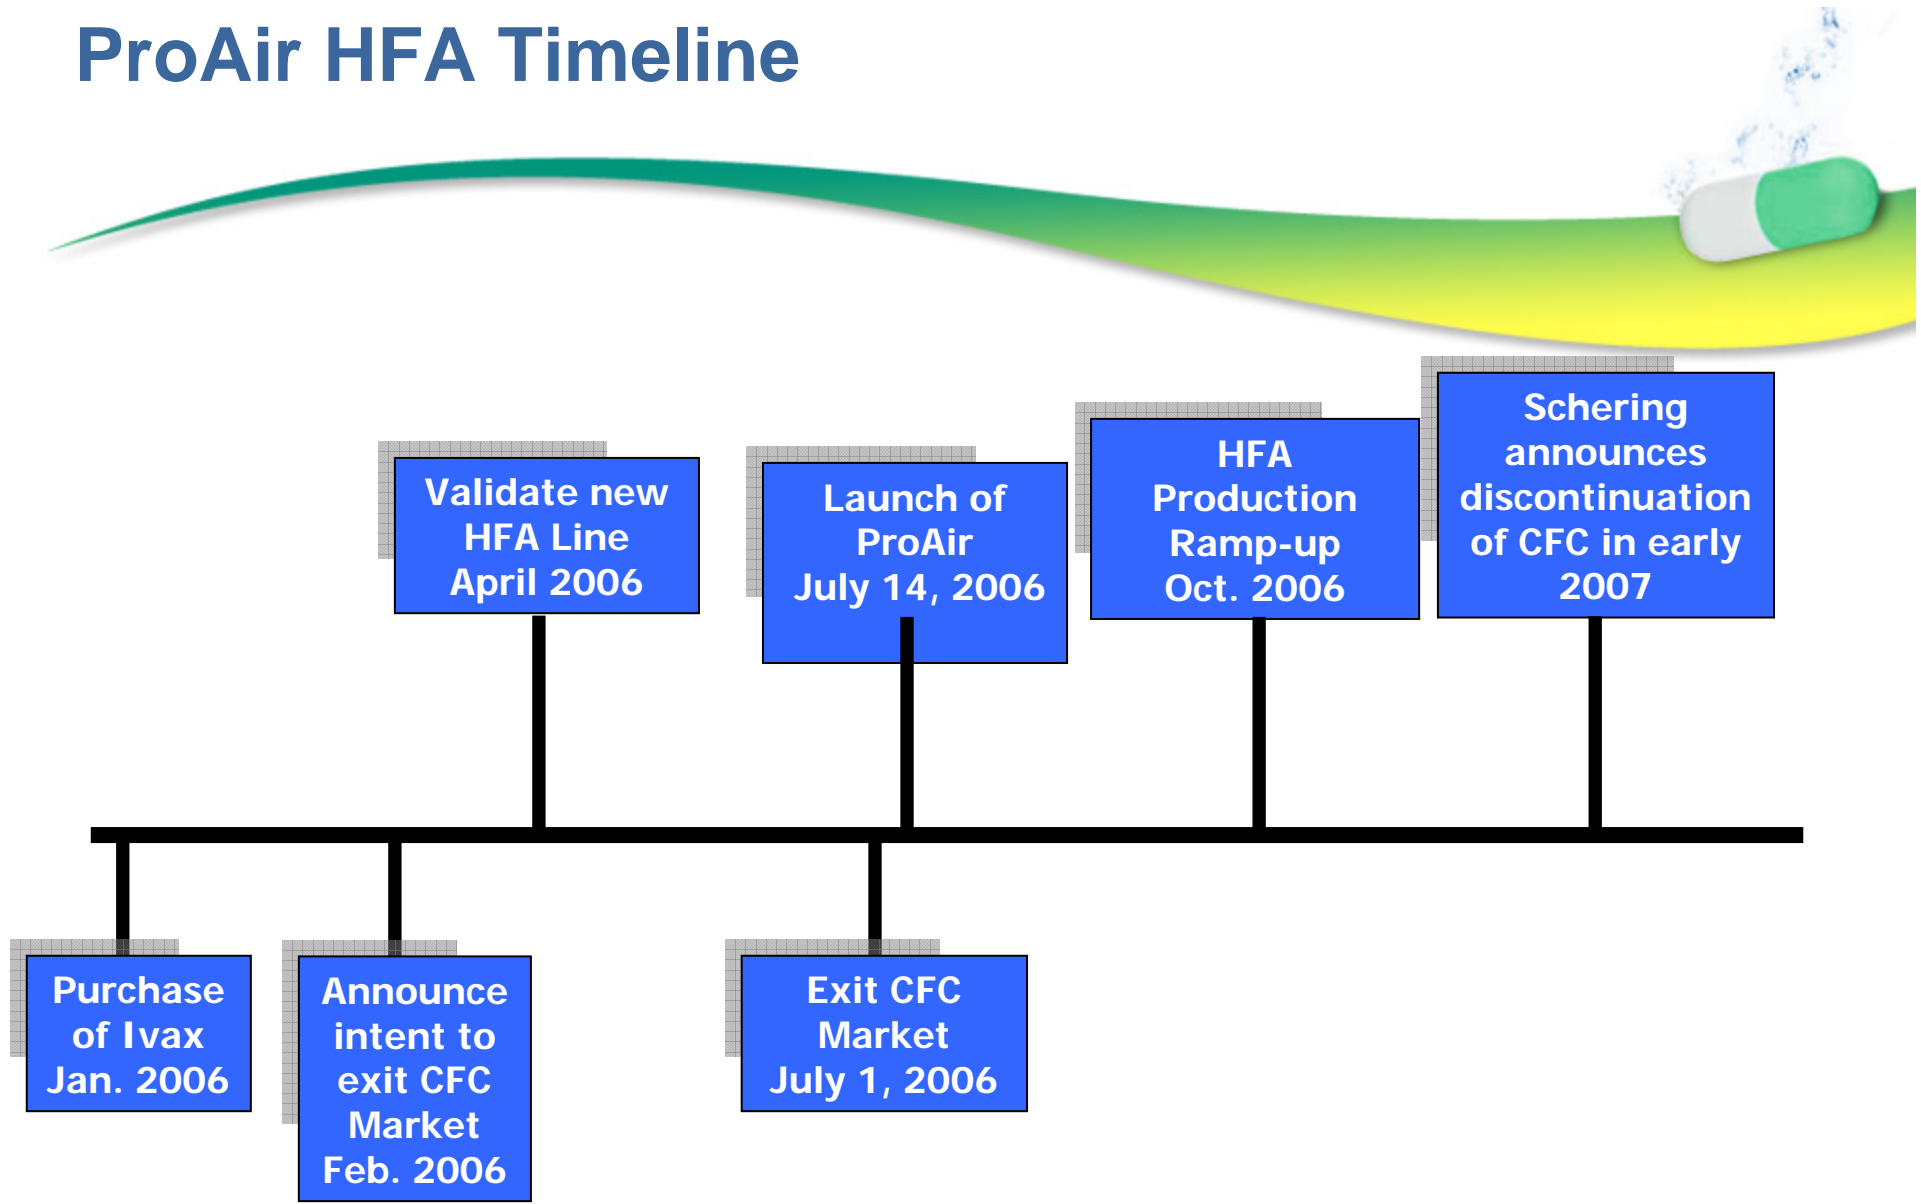 ProAir HFA Timeline
Validate new
HFA Line
April 2006
Launch of
ProAir
July 14, 2006
HFA
Production
Ramp-up
Oct. 2006
Schering
announces
discontinuation
of CFC in early
2007
Purchase
of Ivax
Jan. 2006
Announce
intent to
exit CFC
Market
Feb. 2006
Exit CFC
Market
July 1, 2006